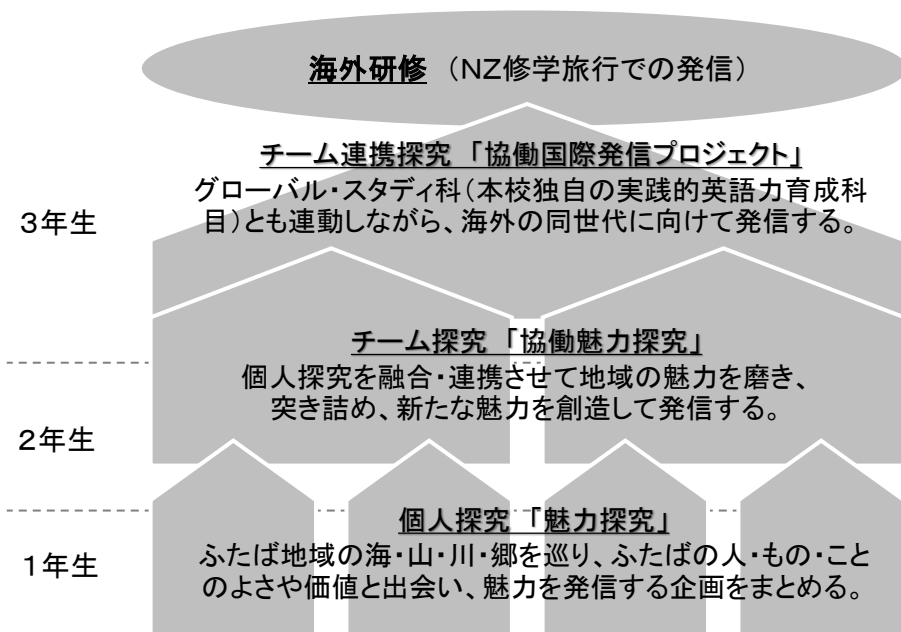 海外研修 （NZ修学旅行での発信）
チーム連携探究 「協働国際発信プロジェクト」
グローバル・スタディ科（本校独自の実践的英語力育成科
目）とも連動しながら、海外の同世代に向けて発信する。
３年生
チーム探究 「協働魅力探究」
個人探究を融合・連携させて地域の魅力を磨き、
突き詰め、新たな魅力を創造して発信する。
２年生
個人探究 「魅力探究」
ふたば地域の海・山・川・郷を巡り、ふたばの人・もの・こと
のよさや価値と出会い、魅力を発信する企画をまとめる。
１年生